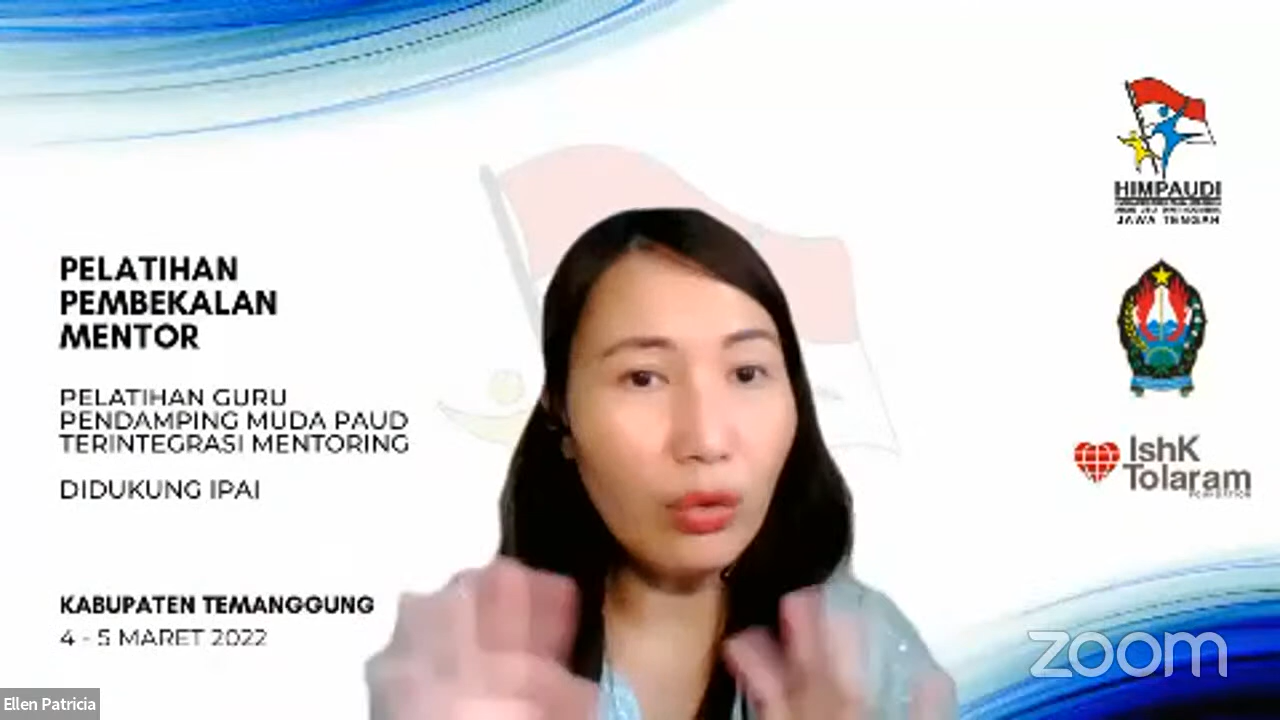 PELATIHAN
PEMBEKALAN
MENTOR
PELATIHAN GURU
PENDAMPING MUDA PAUD
TERINTEGRASI MENTORING
DIDUKUNG IPAI
KABUPATEN TEMANGGUNG
4 - 5 MARET 2022
HIMPAUDI
JAWA TENGAH
IshK
Tolaram
FOUNDATION
zoom
Ellen Patricia